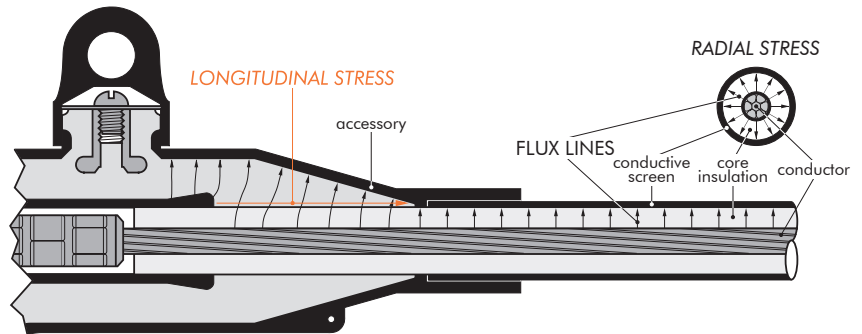 RADIAL STRESS
LONGITUDINAL STRESS
accessory
FLUX LINES
conductive
screen
core
insulation
conductor